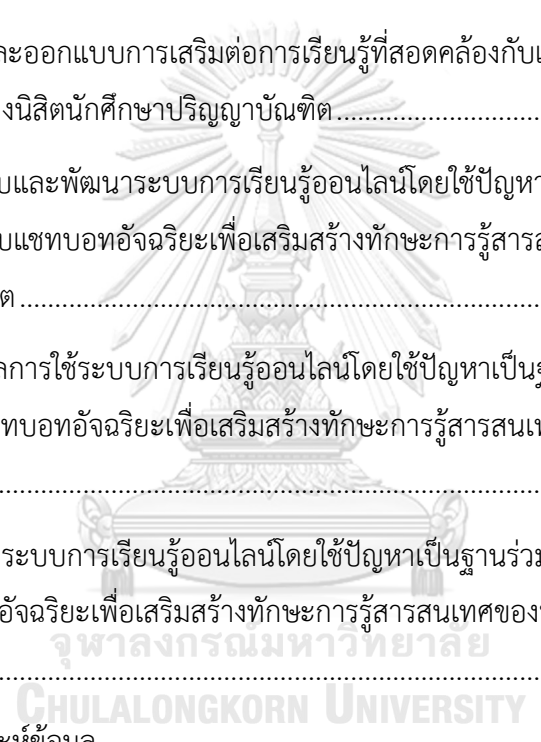 ละออกแบบการเสริมต่อการเรียนรู้ที่สอดคล้องกับ
งนิสิตนักศึกษาปริญญาบัณฑิต........................
บและพัฒนาระบบการเรียนรู้ออนไลน์โดยใช้ปัญหา
บแชทบอทอัจฉริยะเพื่อเสริมสร้างทักษะการรู้สารส
ต................................................................
ลการใช้ระบบการเรียนรู้ออนไลน์โดยใช้ปัญหาเป็นฐ
ทบอทอัจฉริยะเพื่อเสริมสร้างทักษะการรู้สารสนเท
................................................................
ระบบการเรียนรู้ออนไลน์โดยใช้ปัญหาเป็นฐานร่วม
อัจฉริยะเพื่อเสริมสร้างทักษะการรู้สารสนเทศของ
จุฬาลงกรณ์มหาวิทยาลัย
................................................................
CHULALONGKORN UNIVERSITY